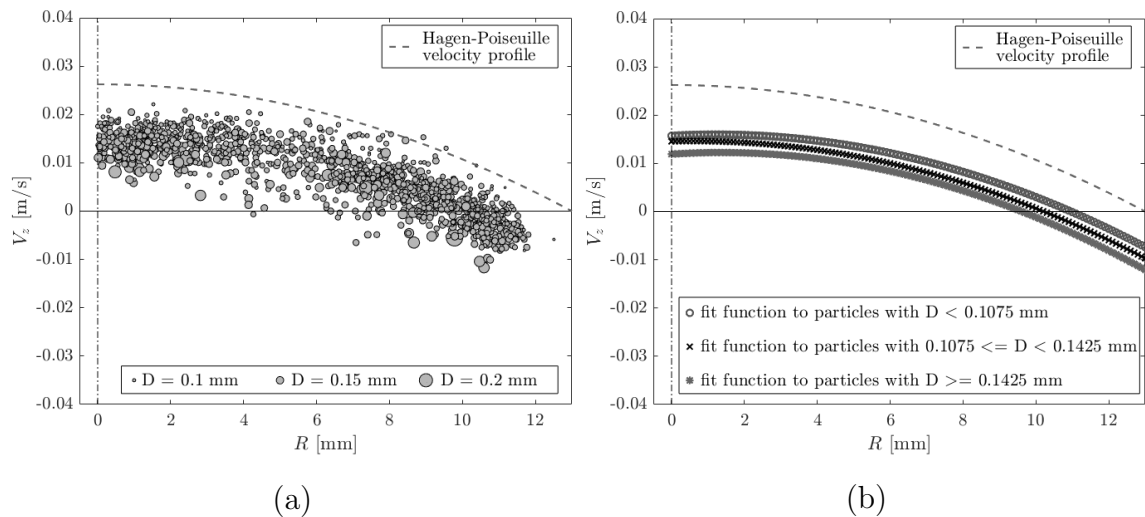 0.04
0.03
0.02
0.01
0
-0.01
-0.02
-0.03
-0.04
V_z [m/s]
Hagen-Poiseuille
velocity profile
D = 0.1 mm D = 0.15 mm D = 0.2 mm
0 2 4 6 8 10 12
R [mm]
(a)
0.04
0.03
0.02
0.01
0
-0.01
-0.02
-0.03
-0.04
V_z [m/s]
Hagen-Poiseuille
velocity profile
fit function to particles with D < 0.1075 mm
fit function to particles with 0.1075 <= D < 0.1425 mm
fit function to particles with D >= 0.1425 mm
0 2 4 6 8 10 12
R [mm]
(b)